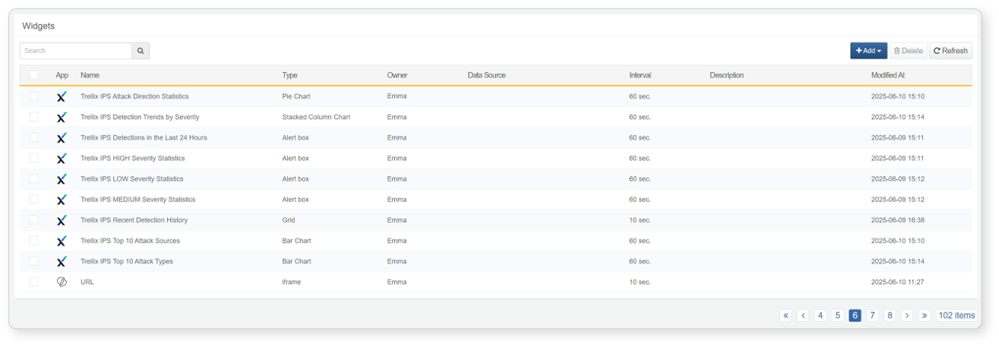 Widgets
Search
Add Delete Refresh
App Name Type Owner Data Source Interval Description Modified At
Trellix IPS Attack Direction Statistics Pie Chart Emma 60 sec. 2025-06-10 15:10
Trellix IPS Detection Trends by Severity Stacked Column Chart Emma 60 sec. 2025-06-10 15:14
Trellix IPS Detections in the Last 24 Hours Alert box Emma 60 sec. 2025-06-09 15:11
Trellix IPS HIGH Severity Statistics Alert box Emma 60 sec. 2025-06-09 15:11
Trellix IPS LOW Severity Statistics Alert box Emma 60 sec. 2025-06-09 15:12
Trellix IPS MEDIUM Severity Statistics Alert box Emma 60 sec. 2025-06-09 15:12
Trellix IPS Recent Detection History Grid Emma 10 sec. 2025-06-09 16:38
Trellix IPS Top 10 Attack Sources Bar Chart Emma 60 sec. 2025-06-10 15:10
Trellix IPS Top 10 Attack Types Bar Chart Emma 60 sec. 2025-06-10 15:14
URL iframe Emma 10 sec. 2025-06-10 11:27
« ‹ 4 5 6 7 8 › » 102 items